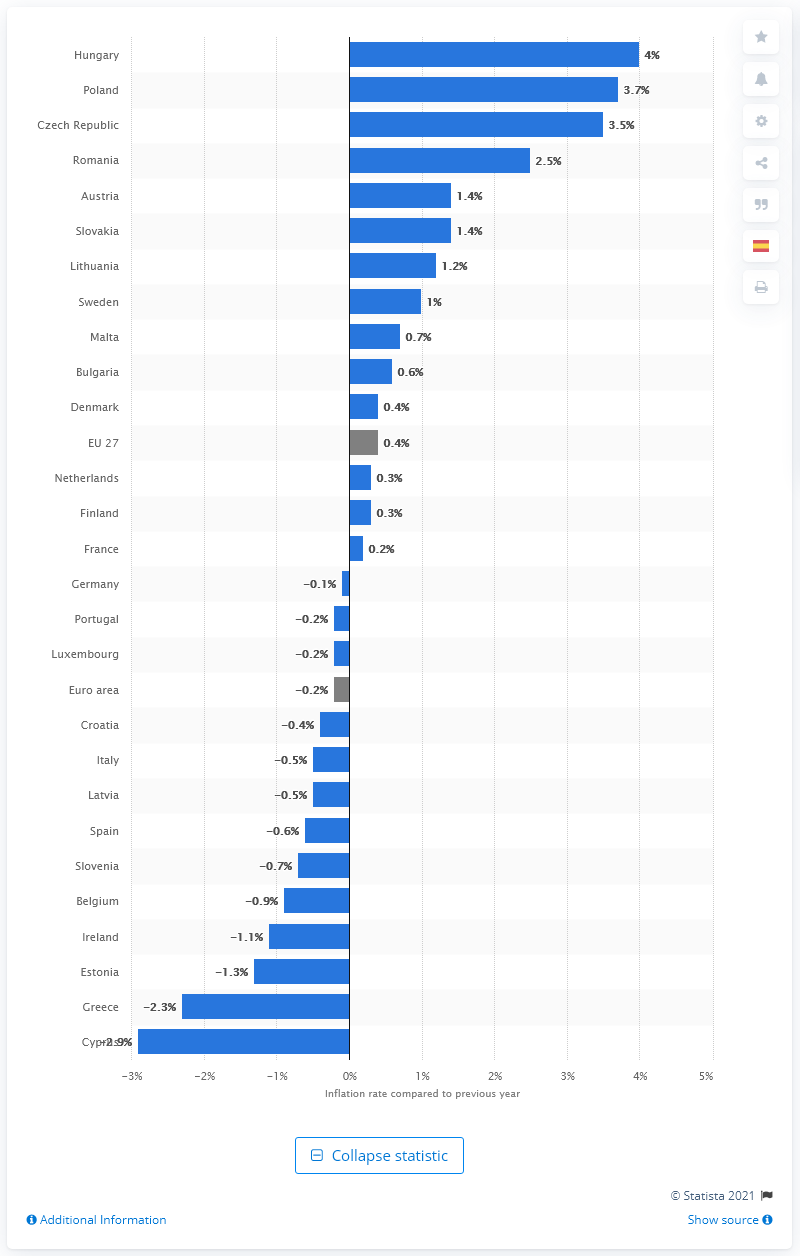 Hungary 4%
Poland 3.7%
Czech Republic 3.5%
Romania 2.5%
Austria 1.4%
Slovakia 1.4%
Lithuania 1.2%
Sweden 1%
Malta 0.7%
Bulgaria 0.6%
Denmark 0.4%
EU 27 0.4%
Netherlands 0.3%
Finland 0.3%
France 0.2%
Germany −0.1%
Portugal −0.2%
Luxembourg −0.2%
Euro area −0.2%
Croatia −0.4%
Italy −0.5%
Latvia −0.5%
Spain −0.6%
Slovenia −0.7%
Belgium −0.9%
Ireland −1.1%
Estonia −1.3%
Greece −2.3%
Cyprus −2.9%
−3% −2% −1% 0% 1% 2% 3% 4% 5%
Inflation rate compared to previous year
Collapse statistic
© Statista 2021
Additional Information Show source